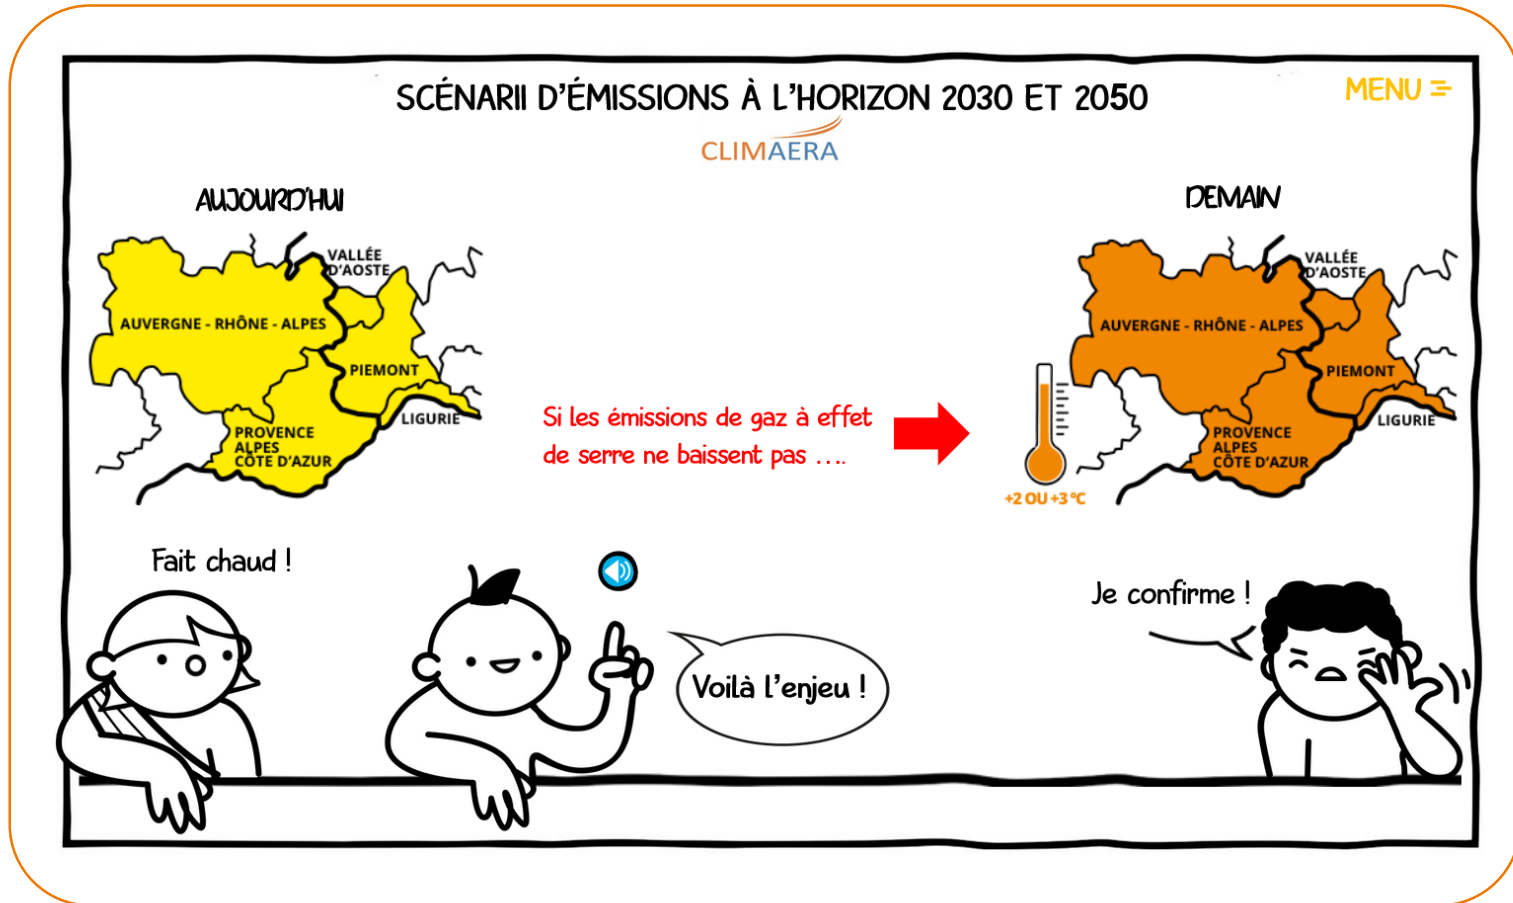 SCÉNARII D'ÉMISSIONS À L'HORIZON 2030 ET 2050
MENU
CLIMAERA
AUJOURD'HUI
VALLÉE
D'AOSTE
AUVERGNE - RHÔNE - ALPES
PIEMONT
LIGURIE
PROVENCE
ALPES
CÔTE D'AZUR
Si les émissions de gaz à effet
de serre ne baissent pas ....
DEMAIN
VALLÉE
D'AOSTE
AUVERGNE - RHÔNE - ALPES
PIEMONT
LIGURIE
PROVENCE
ALPES
CÔTE D'AZUR
+2 OU +3 °C
Fait chaud !
Voilà l'enjeu !
Je confirme !